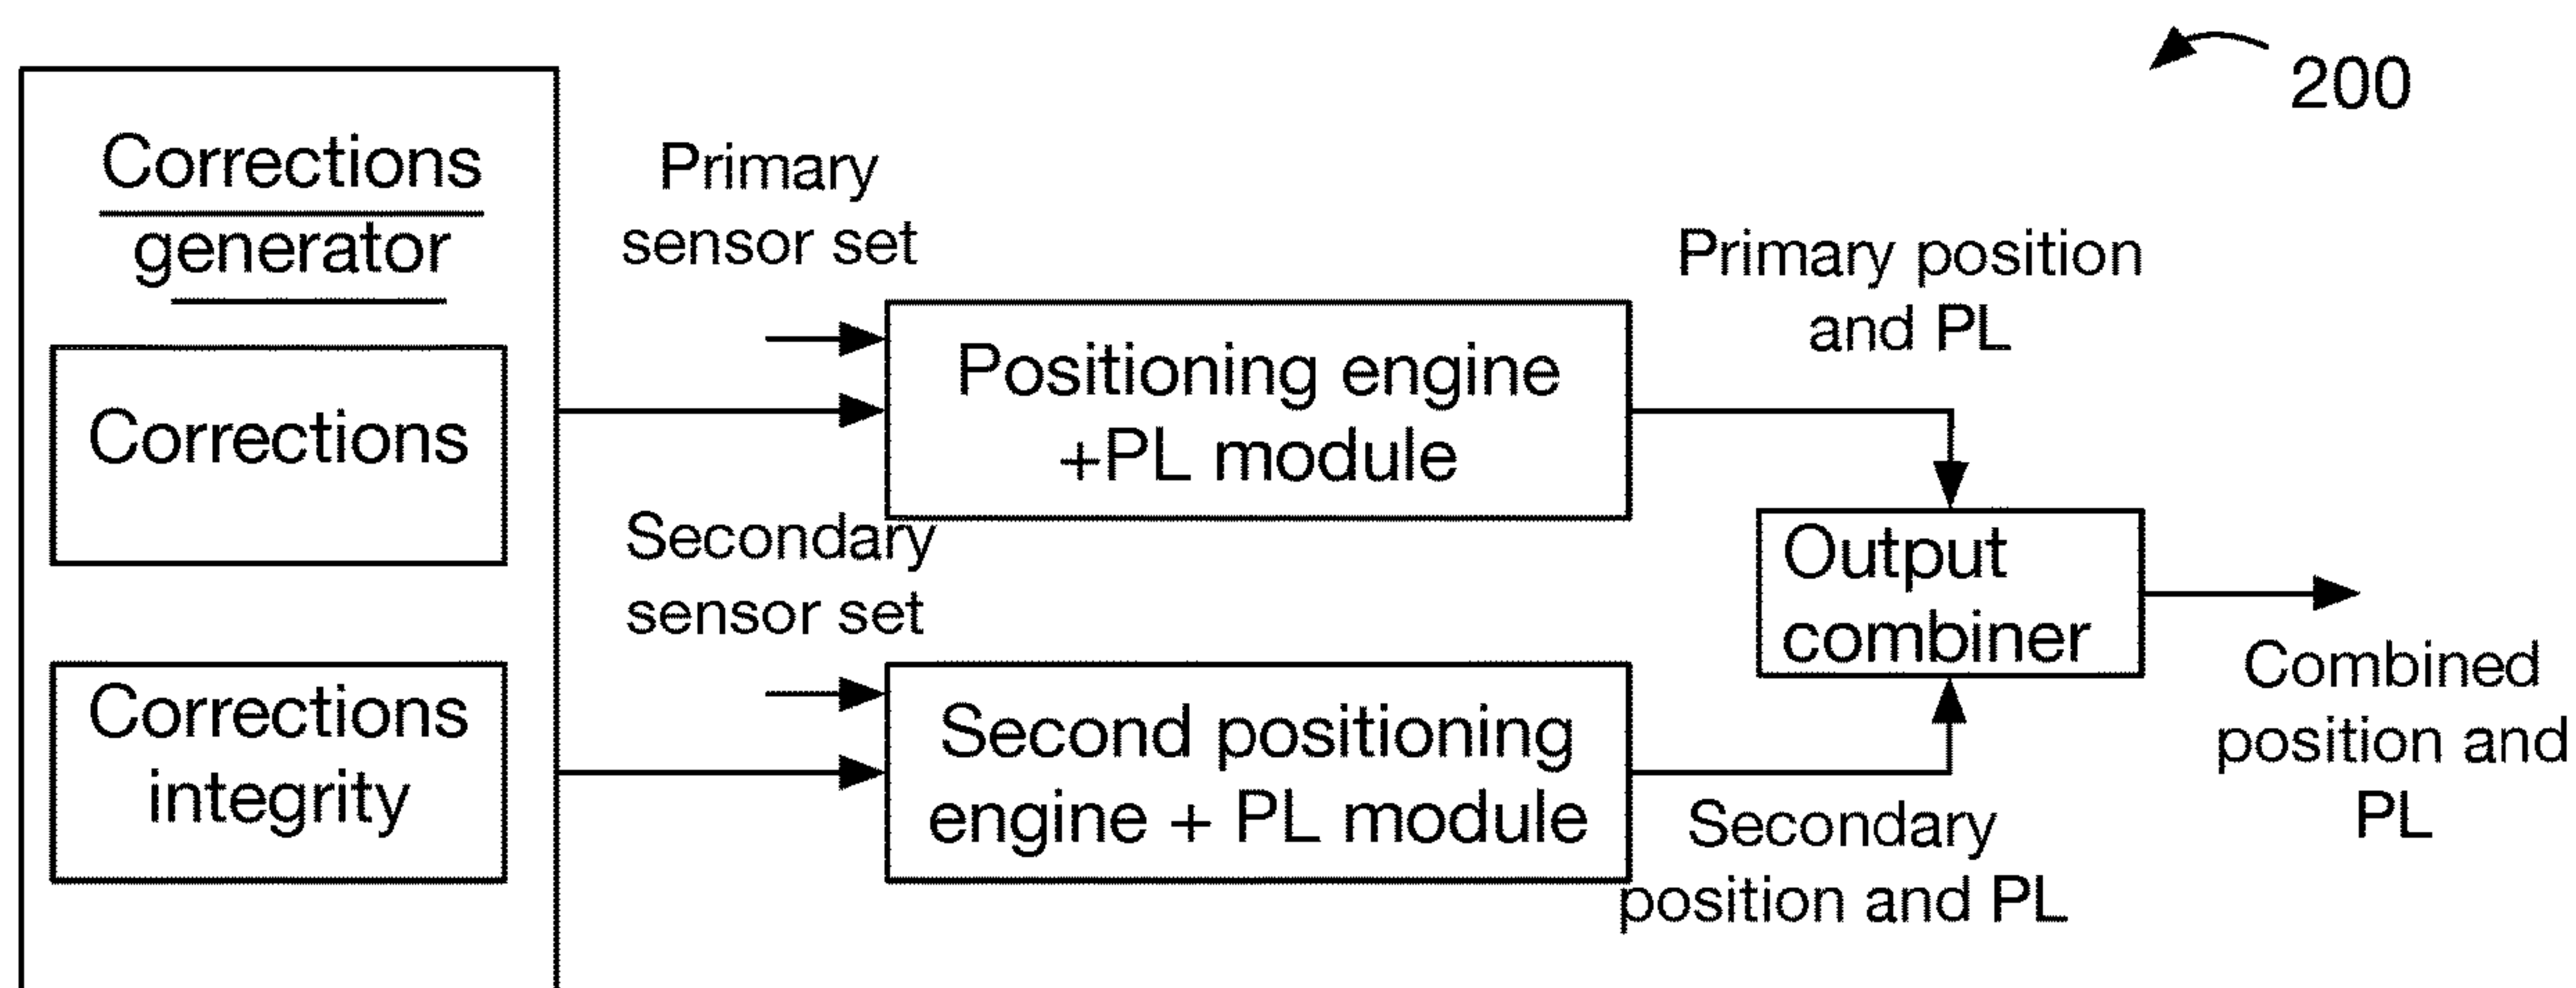 200
Corrections
generator
Corrections
Corrections
integrity
Primary
sensor set
Secondary
sensor set
Positioning engine
+PL module
Second positioning
engine + PL module
Primary position
and PL
Secondary
position and PL
Output
combiner
Combined
position and
PL